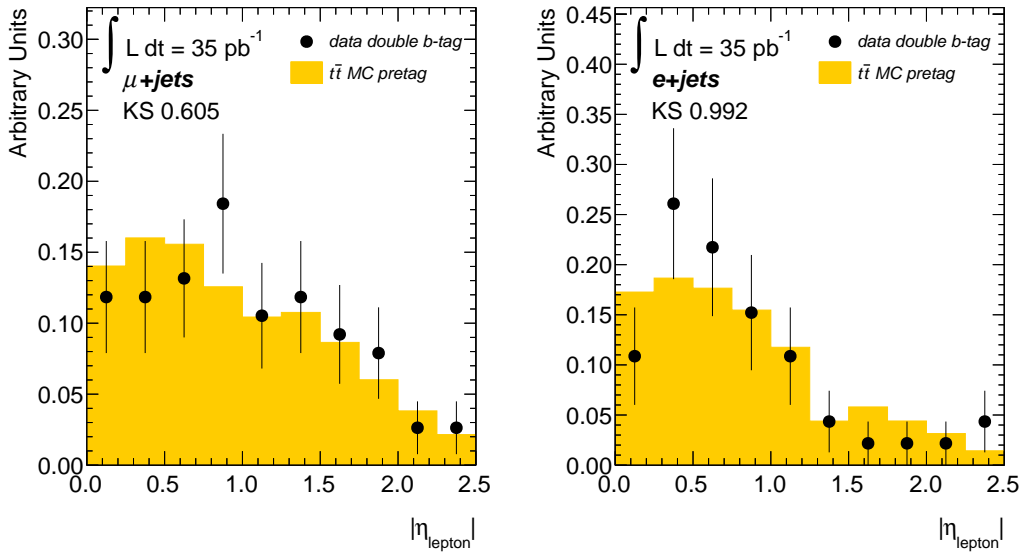 Arbitrary Units
∫ L dt = 35 pb⁻¹
μ+jets
KS 0.605
data double b-tag
tt̄ MC pretag
0.30
0.25
0.20
0.15
0.10
0.05
0.00
0.0 0.5 1.0 1.5 2.0 2.5
|η_lepton|
Arbitrary Units
∫ L dt = 35 pb⁻¹
e+jets
KS 0.992
data double b-tag
tt̄ MC pretag
0.45
0.40
0.35
0.30
0.25
0.20
0.15
0.10
0.05
0.00
0.0 0.5 1.0 1.5 2.0 2.5
|η_lepton|